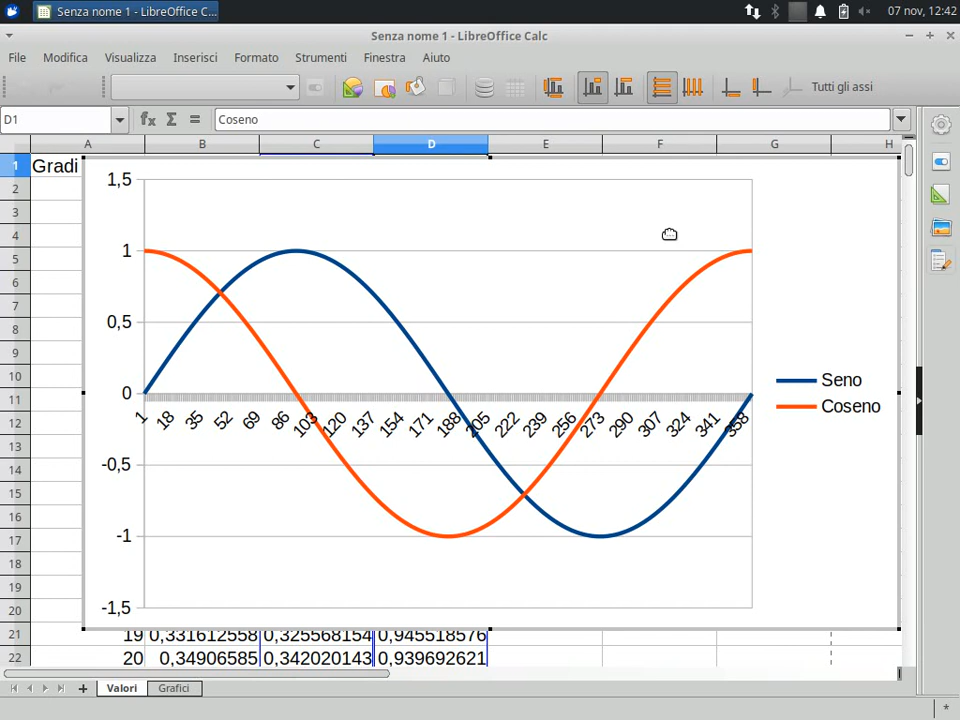 Senza nome 1 - LibreOffice C...
07 nov, 12:42
Senza nome 1 - LibreOffice Calc
File Modifica Visualizza Inserisci Formato Strumenti Finestra Aiuto
Tutti gli assi
D1 Coseno
A B C D E F G H
1 Gradi
2
3
4
5
6
7
8
9
10
11
12
13
14
15
16
17
18
19
20
1,5
1
0,5
0
-0,5
-1
-1,5
1 18 35 52 69 86 103 120 137 154 171 188 205 222 239 256 273 290 307 324 341 358
Seno
Coseno
21 19 0,331612558 0,325568154 0,945518576
22 20 0,34906585 0,342020143 0,939692621
Valori Grafici
*